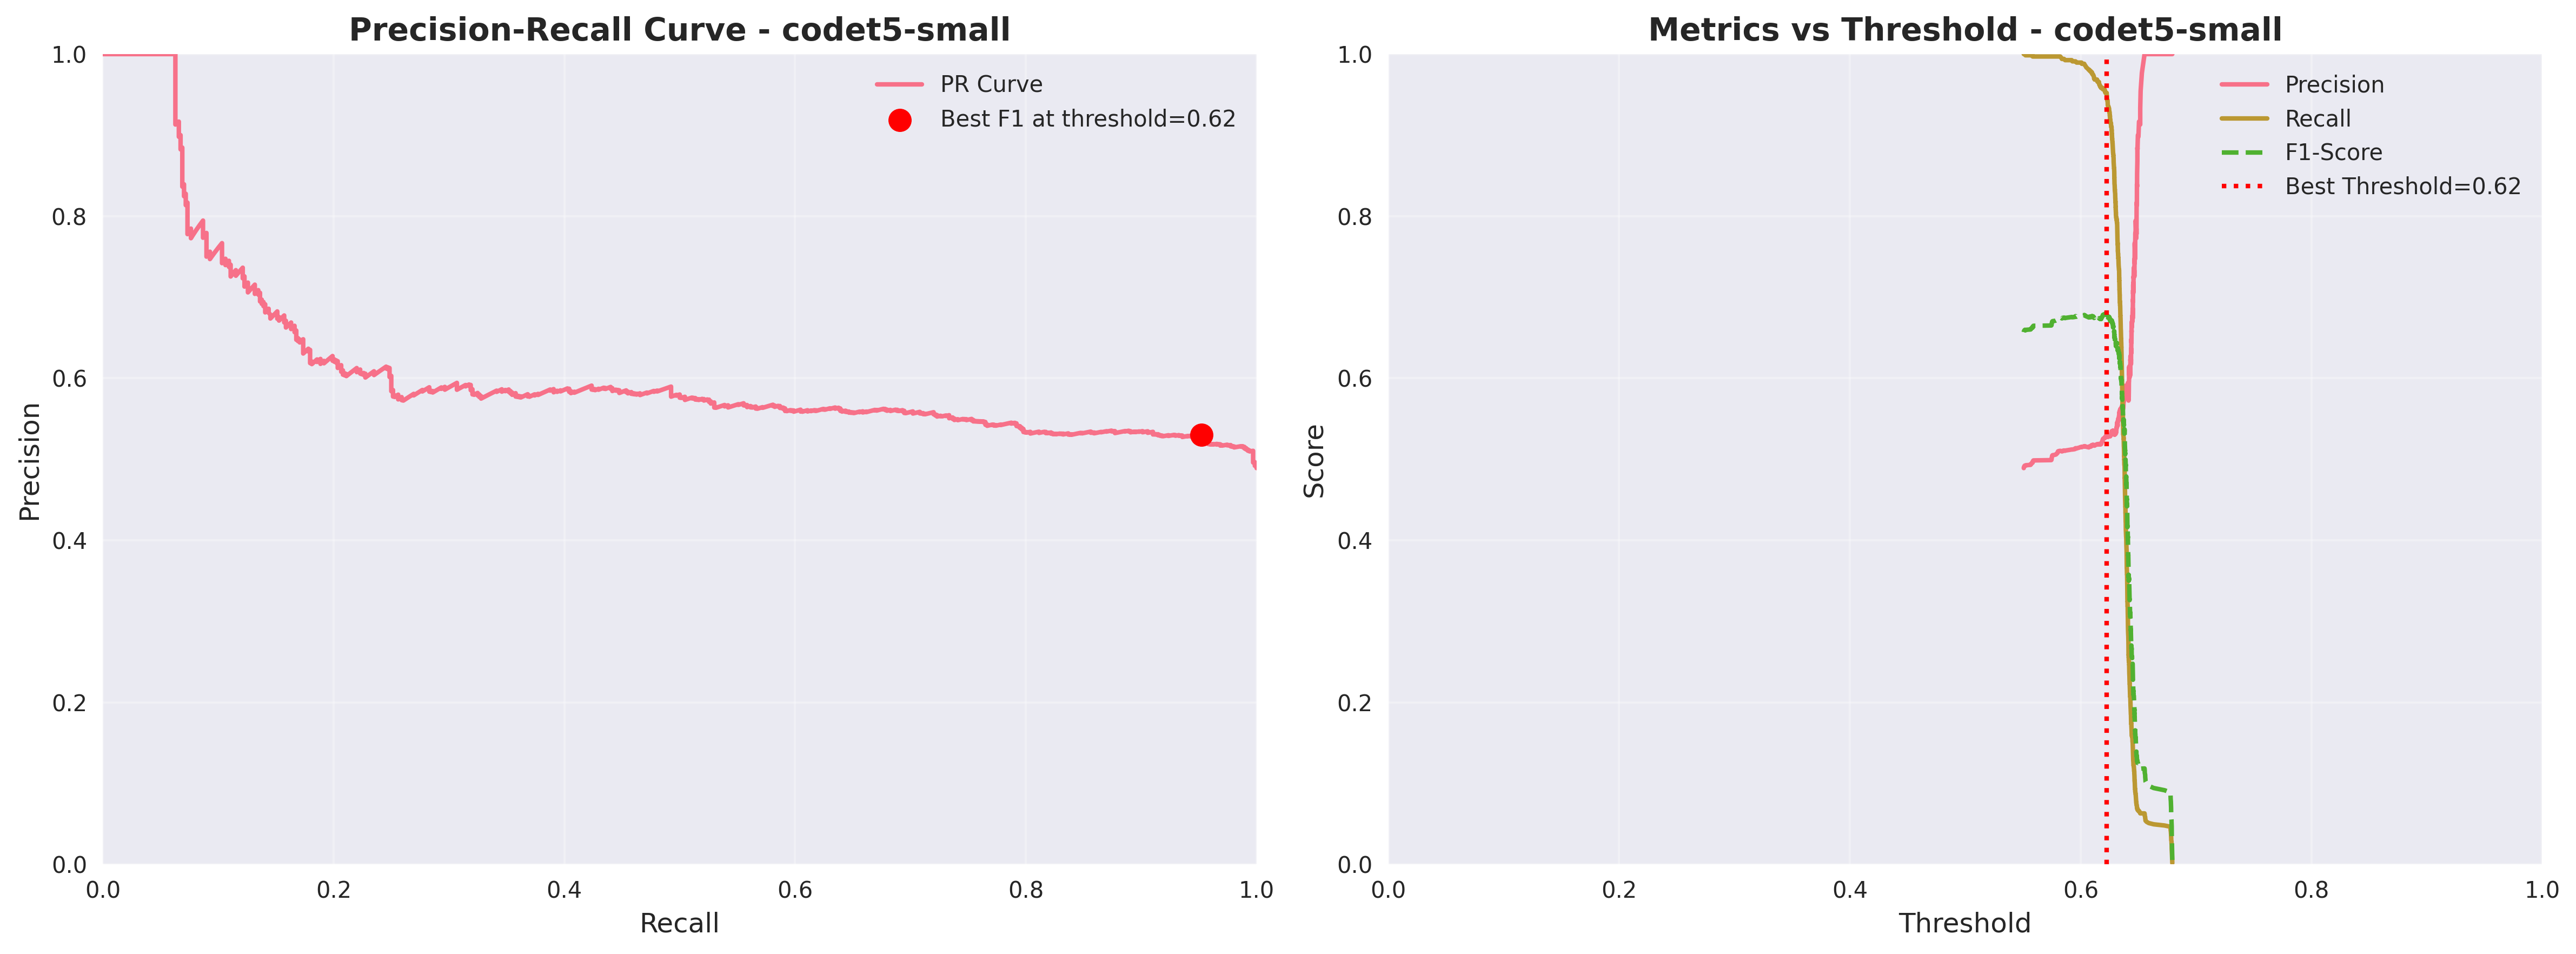 Precision-Recall Curve - codet5-small
PR Curve
Best F1 at threshold=0.62
Precision
1.0
0.8
0.6
0.4
0.2
0.0
0.0 0.2 0.4 0.6 0.8 1.0
Recall
Metrics vs Threshold - codet5-small
Precision
Recall
F1-Score
Best Threshold=0.62
Score
1.0
0.8
0.6
0.4
0.2
0.0
0.0 0.2 0.4 0.6 0.8 1.0
Threshold